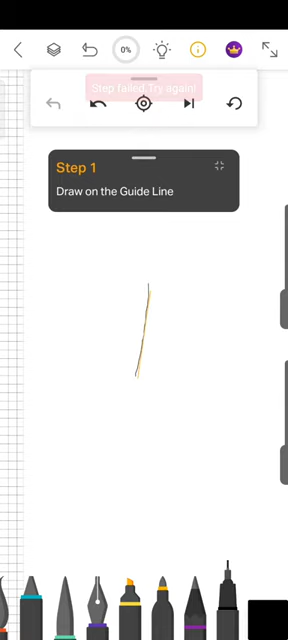 0%
Step failed,Try again!
Step 1
Draw on the Guide Line